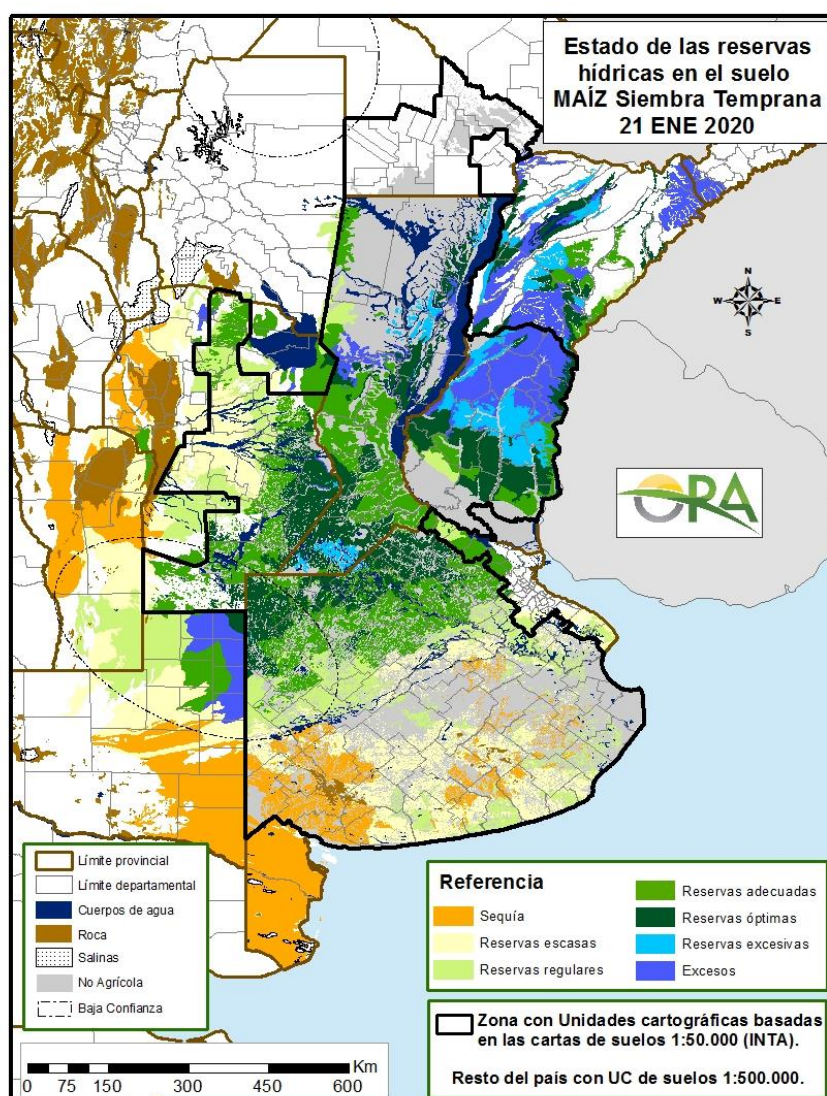 Estado de las reservas
hídricas en el suelo
MAÍZ Siembra Temprana
21 ENE 2020
N
W E
S
OPA
Límite provincial
Límite departamental
Cuerpos de agua
Roca
Salinas
No Agrícola
Baja Confianza
Referencia
Sequía
Reservas escasas
Reservas regulares
Reservas adecuadas
Reservas óptimas
Reservas excesivas
Excesos
Km
0 75 150 300 450 600
Zona con Unidades cartográficas basadas
en las cartas de suelos 1:50.000 (INTA).
Resto del país con UC de suelos 1:500.000.